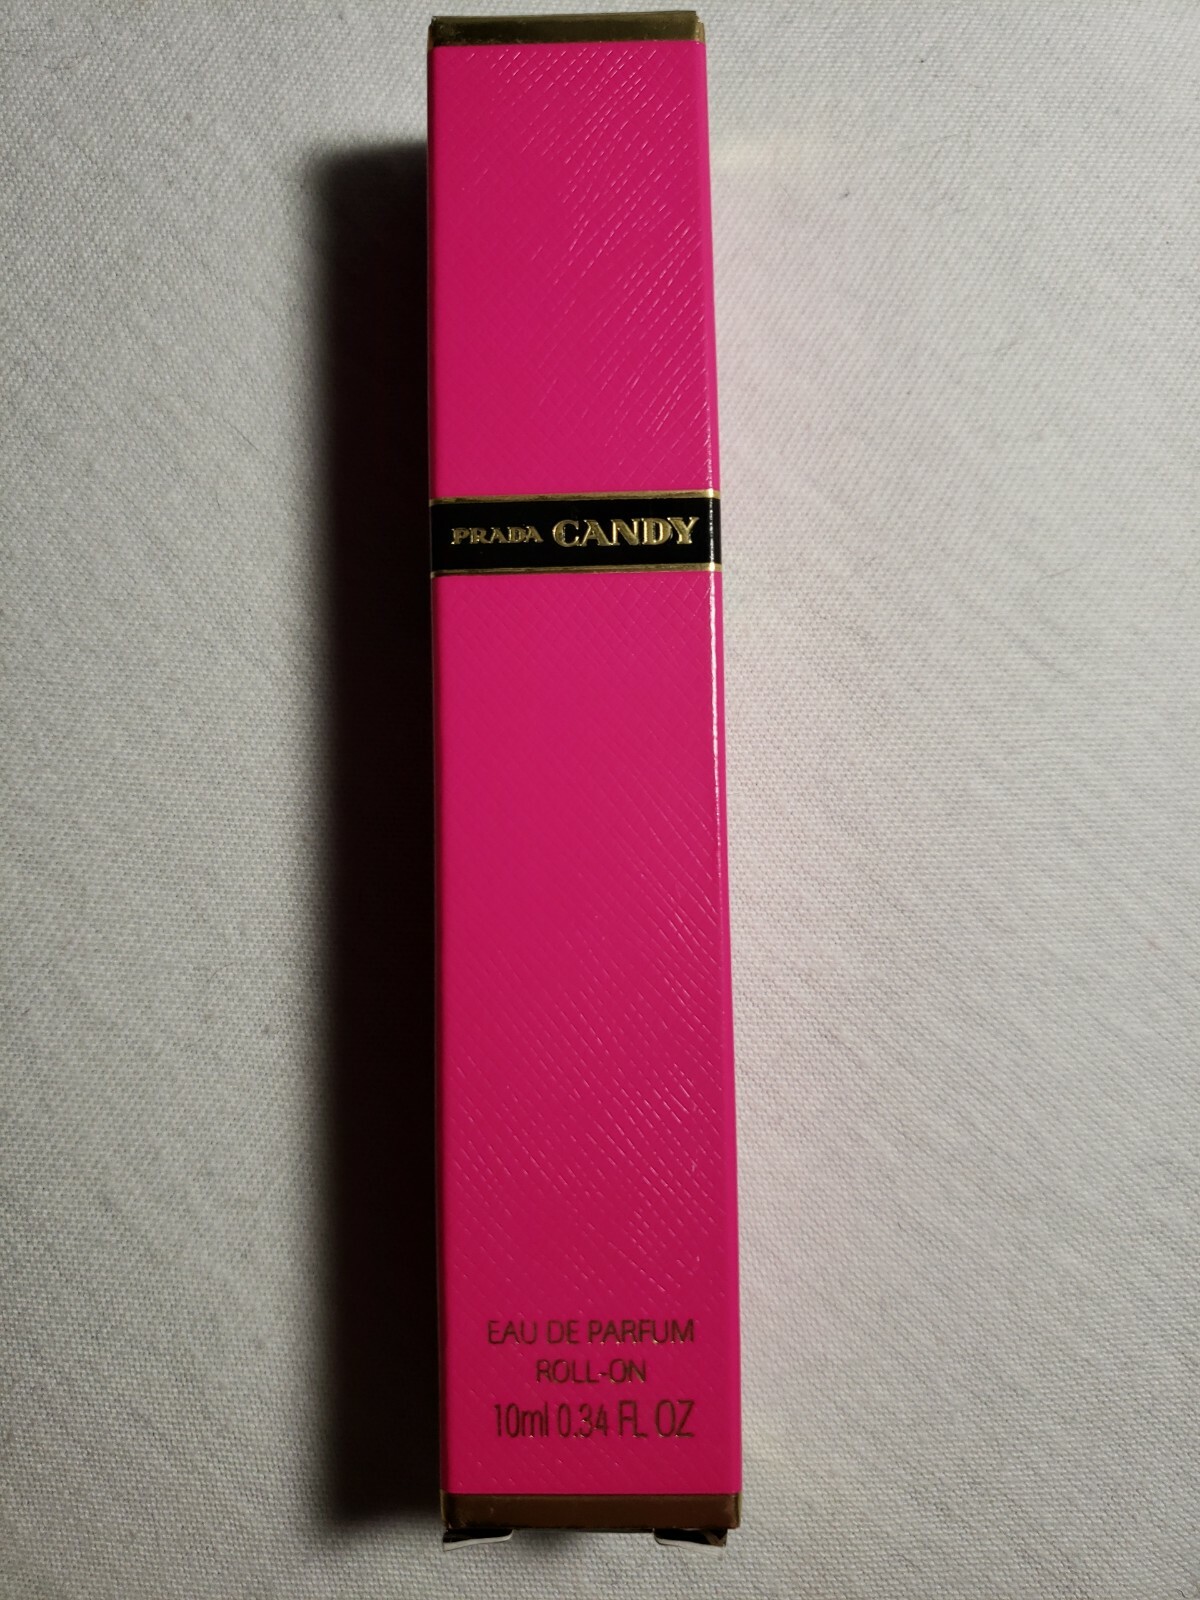 PRADA CANDY
EAU DE PARFUM
ROLL-ON
10ml 0.34 FL OZ